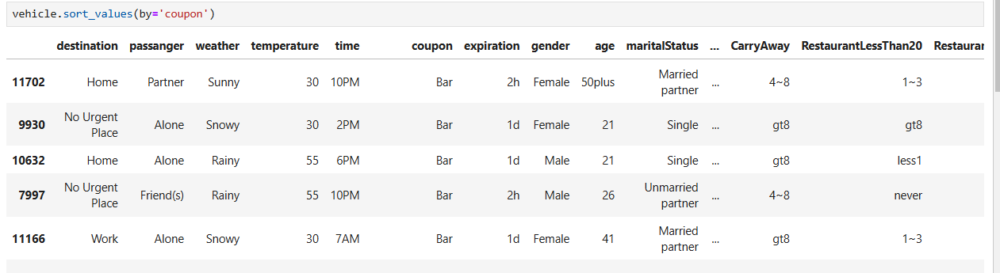 vehicle.sort_values(by='coupon')
destination passanger weather temperature time coupon expiration gender age maritalStatus ... CarryAway RestaurantLessThan20 Restauran
11702 Home Partner Sunny 30 10PM Bar 2h Female 50plus Married partner ... 4~8 1~3
9930 No Urgent Place Alone Snowy 30 2PM Bar 1d Female 21 Single ... gt8 gt8
10632 Home Alone Rainy 55 6PM Bar 1d Male 21 Single ... gt8 less1
7997 No Urgent Place Friend(s) Rainy 55 10PM Bar 2h Male 26 Unmarried partner ... 4~8 never
11166 Work Alone Snowy 30 7AM Bar 1d Female 41 Married partner ... gt8 1~3